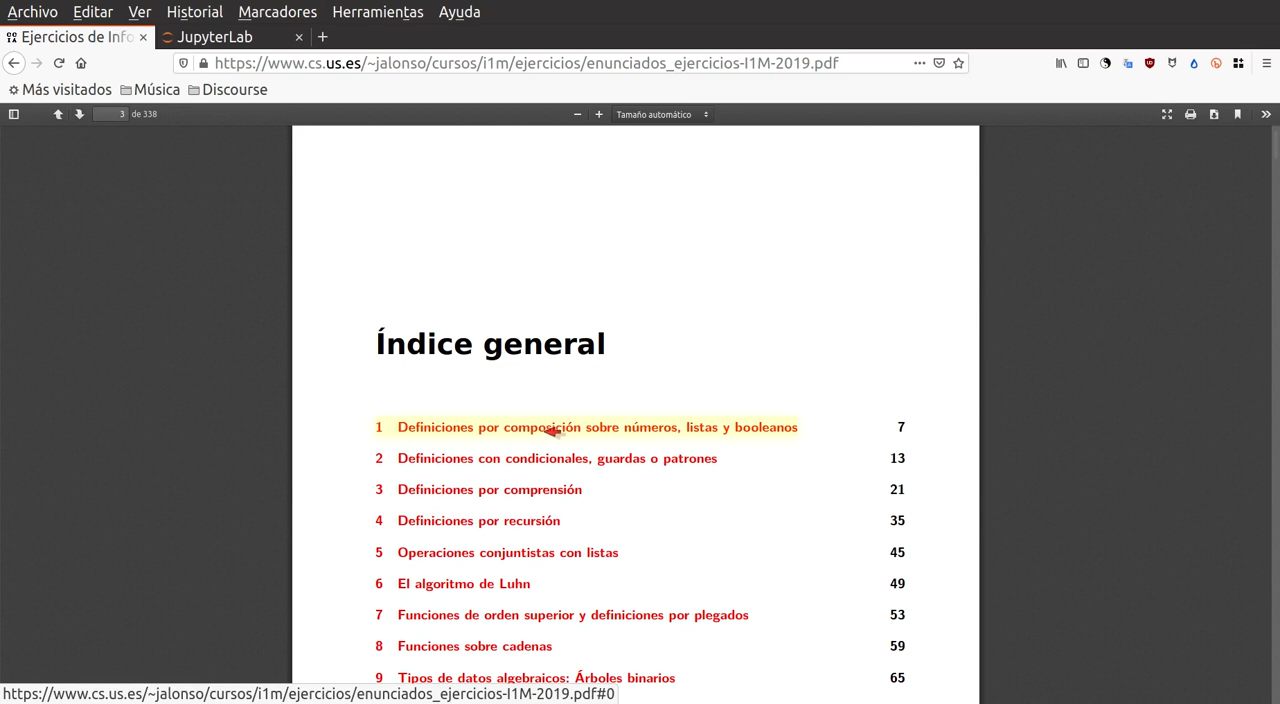 Archivo Editar Ver Historial Marcadores Herramientas Ayuda
Ejercicios de Info
JupyterLab
https://www.cs.us.es/~jalonso/cursos/i1m/ejercicios/enunciados_ejercicios-I1M-2019.pdf
Más visitados Música Discourse
3 de 338 Tamaño automático
Índice general
1 Definiciones por composición sobre números, listas y booleanos 7
2 Definiciones con condicionales, guardas o patrones 13
3 Definiciones por comprensión 21
4 Definiciones por recursión 35
5 Operaciones conjuntistas con listas 45
6 El algoritmo de Luhn 49
7 Funciones de orden superior y definiciones por plegados 53
8 Funciones sobre cadenas 59
9 Tipos de datos algebraicos: Árboles binarios 65
https://www.cs.us.es/~jalonso/cursos/i1m/ejercicios/enunciados_ejercicios-I1M-2019.pdf#0